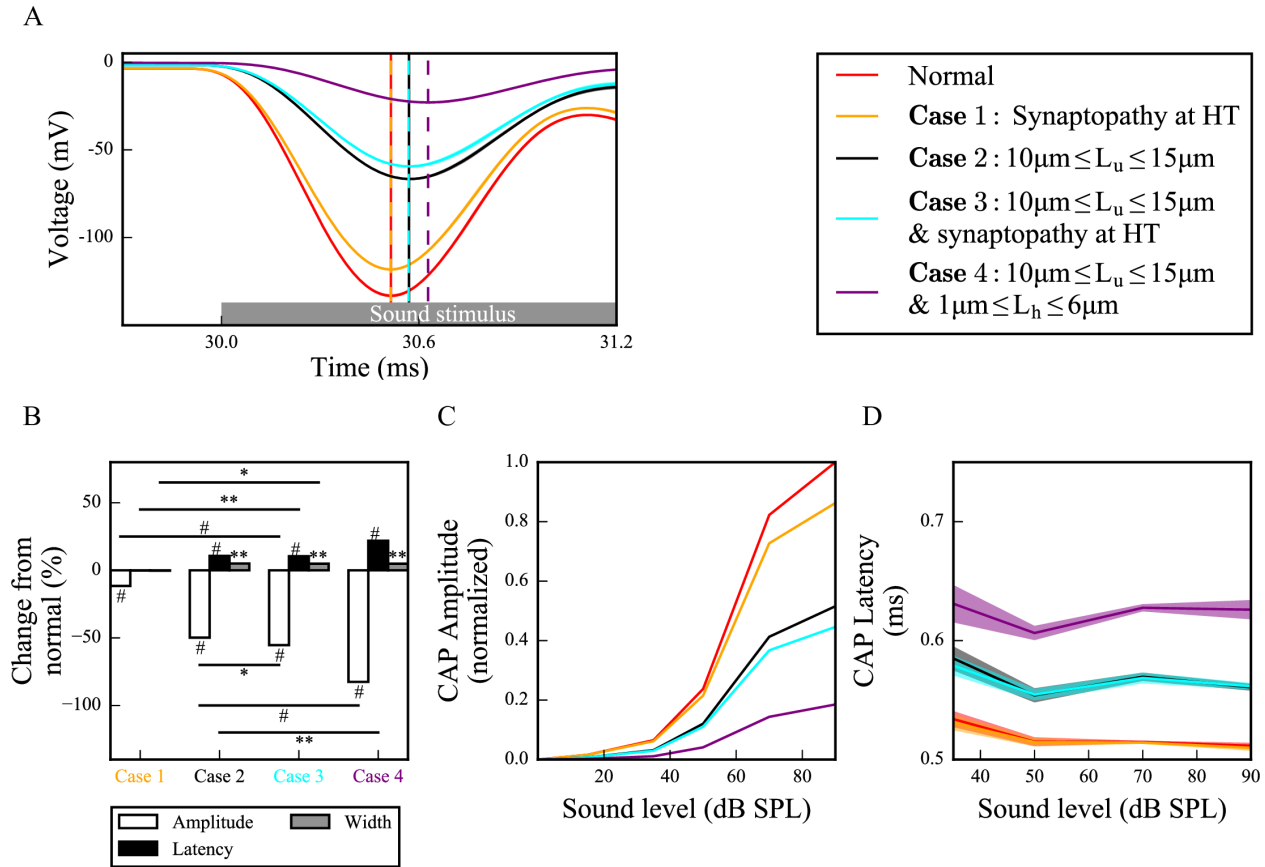 A
0
-50
-100
Voltage (mV)
Sound stimulus
30.0
30.6
31.2
Time (ms)
Normal
Case 1 : Synaptopathy at HT
Case 2 : 10μm ≤ Lu ≤ 15μm
Case 3 : 10μm ≤ Lu ≤ 15μm
& synaptopathy at HT
Case 4 : 10μm ≤ Lu ≤ 15μm
& 1μm ≤ Lh ≤ 6μm
B
50
0
−50
−100
Change from
normal (%)
*
**
#
#
#
**
#
**
#
**
#
#
#
*
#
**
Case 1
Case 2
Case 3
Case 4
Amplitude
Width
Latency
C
1.0
0.8
0.6
0.4
0.2
0.0
CAP Amplitude
(normalized)
20
40
60
80
Sound level (dB SPL)
D
0.7
0.6
0.5
CAP Latency
(ms)
40
50
60
70
80
90
Sound level (dB SPL)